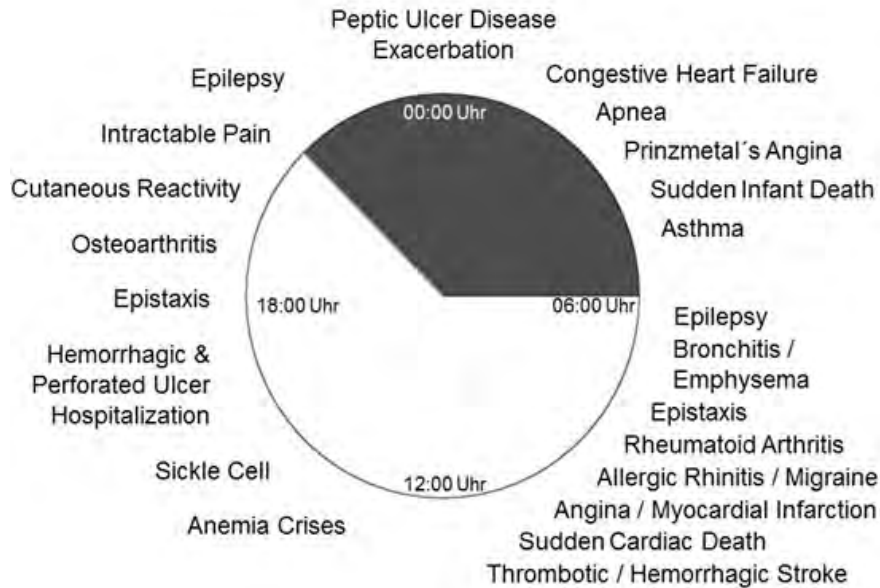 Peptic Ulcer Disease
Exacerbation
Congestive Heart Failure
Apnea
Prinzmetal´s Angina
Sudden Infant Death
Asthma
Epilepsy
Bronchitis /
Emphysema
Epistaxis
Rheumatoid Arthritis
Allergic Rhinitis / Migraine
Angina / Myocardial Infarction
Sudden Cardiac Death
Thrombotic / Hemorrhagic Stroke
Anemia Crises
Sickle Cell
Hemorrhagic &
Perforated Ulcer
Hospitalization
Epistaxis
Osteoarthritis
Cutaneous Reactivity
Intractable Pain
Epilepsy
00:00 Uhr
06:00 Uhr
12:00 Uhr
18:00 Uhr